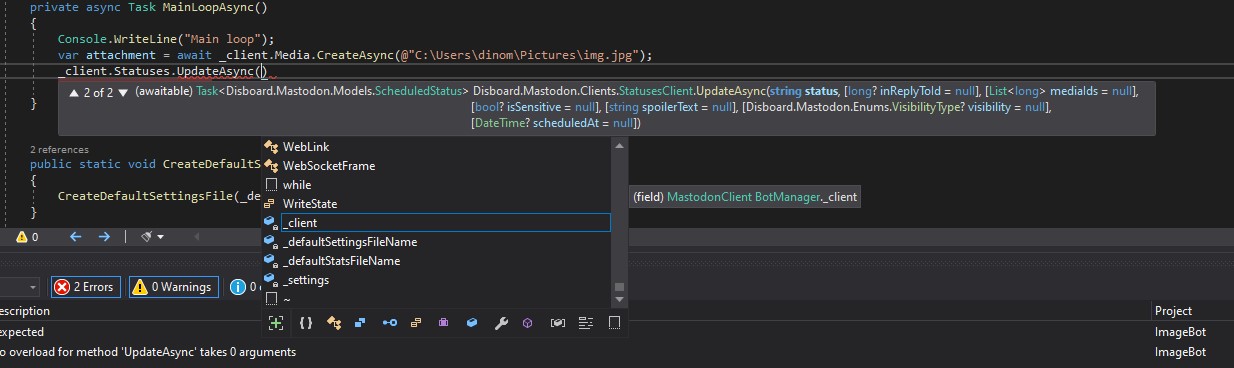 private async Task MainLoopAsync()
{
Console.WriteLine("Main loop");
var attachment = await _client.Media.CreateAsync(@"C:\Users\dinom\Pictures\img.jpg");
_client.Statuses.UpdateAsync()
▲ 2 of 2 ▼ (awaitable) Task<Disboard.Mastodon.Models.ScheduledStatus> Disboard.Mastodon.Clients.StatusesClient.UpdateAsync(string status, [long? inReplyToId = null], [List<long> mediaIds = null],
[bool? isSensitive = null], [string spoilerText = null], [Disboard.Mastodon.Enums.VisibilityType? visibility = null],
[DateTime? scheduledAt = null])
}
2 references
public static void CreateDefaultS
{
CreateDefaultSettingsFile(_de
}
WebLink
WebSocketFrame
while
WriteState
_client
(field) MastodonClient BotManager._client
_defaultSettingsFileName
_defaultStatsFileName
_settings
~
0
2 Errors
0 Warnings
0
escription
Project
expected
ImageBot
o overload for method 'UpdateAsync' takes 0 arguments
ImageBot